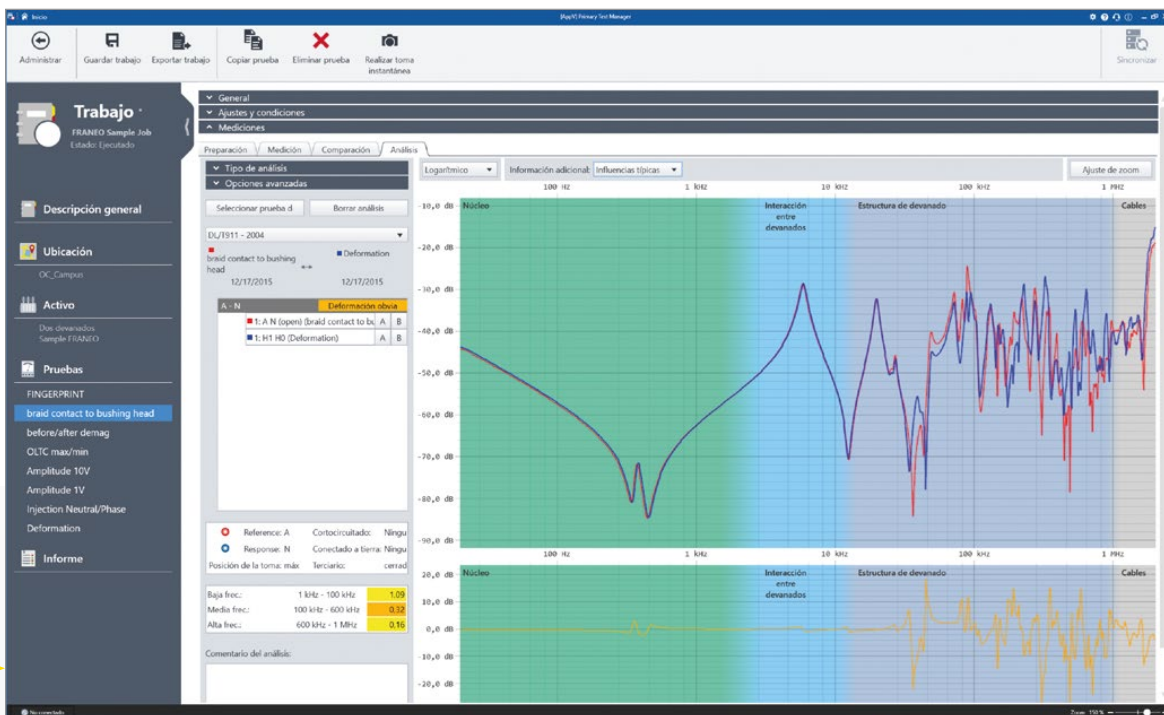 Inicio
[AppV] Primary Test Manager
Administrar
Guardar trabajo
Exportar trabajo
Copiar prueba
Eliminar prueba
Realizar toma
instantánea
Sincronizar
Trabajo
FRANEO Sample Job
Estado: Ejecutado
Descripción general
Ubicación
OC_Campus
Activo
Dos devanados
Sample FRANEO
Pruebas
FINGERPRINT
braid contact to bushing head
before/after demag
OLTC max/min
Amplitude 10V
Amplitude 1V
Injection Neutral/Phase
Deformation
Informe
General
Ajustes y condiciones
Mediciones
Preparación
Medición
Comparación
Análisis
Tipo de análisis
Opciones avanzadas
Seleccionar prueba d
Borrar análisis
DL/T911 - 2004
braid contact to bushing
head
Deformation
12/17/2015
12/17/2015
A - N
Deformación obvia
1: A N (open) (braid contact to bu
A B
1: H1 H0 (Deformation)
A B
Reference: A
Cortocircuitado: Ningu
Response: N
Conectado a tierra: Ningu
Posición de la toma: máx
Terciario: cerrad
Baja frec.: 1 kHz - 100 kHz 1,09
Media frec.: 100 kHz - 600 kHz 0,32
Alta frec.: 600 kHz - 1 MHz 0,16
Comentario del análisis:
Logarítmico
Información adicional: Influencias típicas
Ajuste de zoom
100 Hz 1 kHz 10 kHz 100 kHz 1 MHz
Núcleo
Interacción
entre
devanados
Estructura de devanado
Cables
-10,0 dB
-20,0 dB
-30,0 dB
-40,0 dB
-50,0 dB
-60,0 dB
-70,0 dB
-80,0 dB
-90,0 dB
100 Hz 1 kHz 10 kHz 100 kHz 1 MHz
Núcleo
Interacción
entre
devanados
Estructura de devanado
Cables
20,0 dB
10,0 dB
0,0 dB
-10,0 dB
-20,0 dB
No conectado
Zoom 150 %